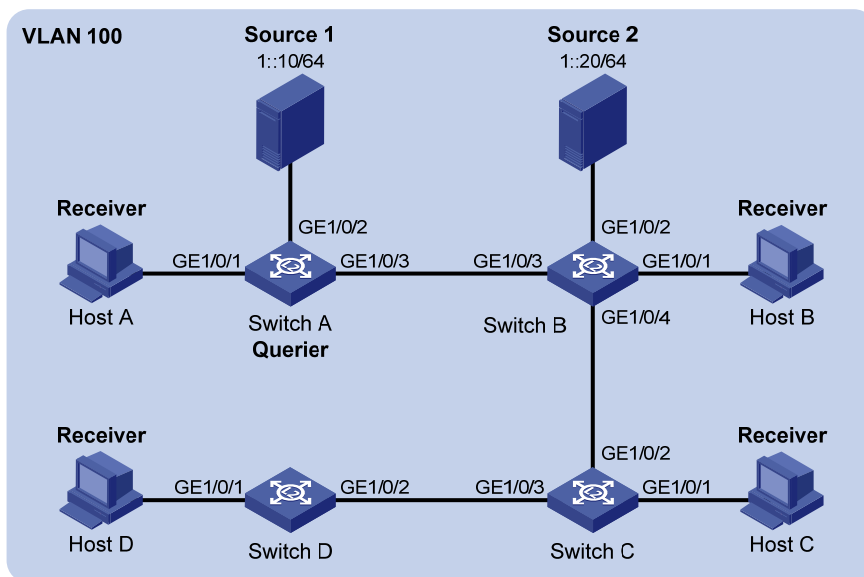 VLAN 100
Source 1
1::10/64
Source 2
1::20/64
Receiver
Host A
GE1/0/1
GE1/0/2
GE1/0/3
Switch A
Querier
GE1/0/3
GE1/0/2
GE1/0/1
GE1/0/4
Switch B
Receiver
Host B
Receiver
Host D
GE1/0/1
GE1/0/2
Switch D
GE1/0/3
GE1/0/2
GE1/0/1
Switch C
Receiver
Host C